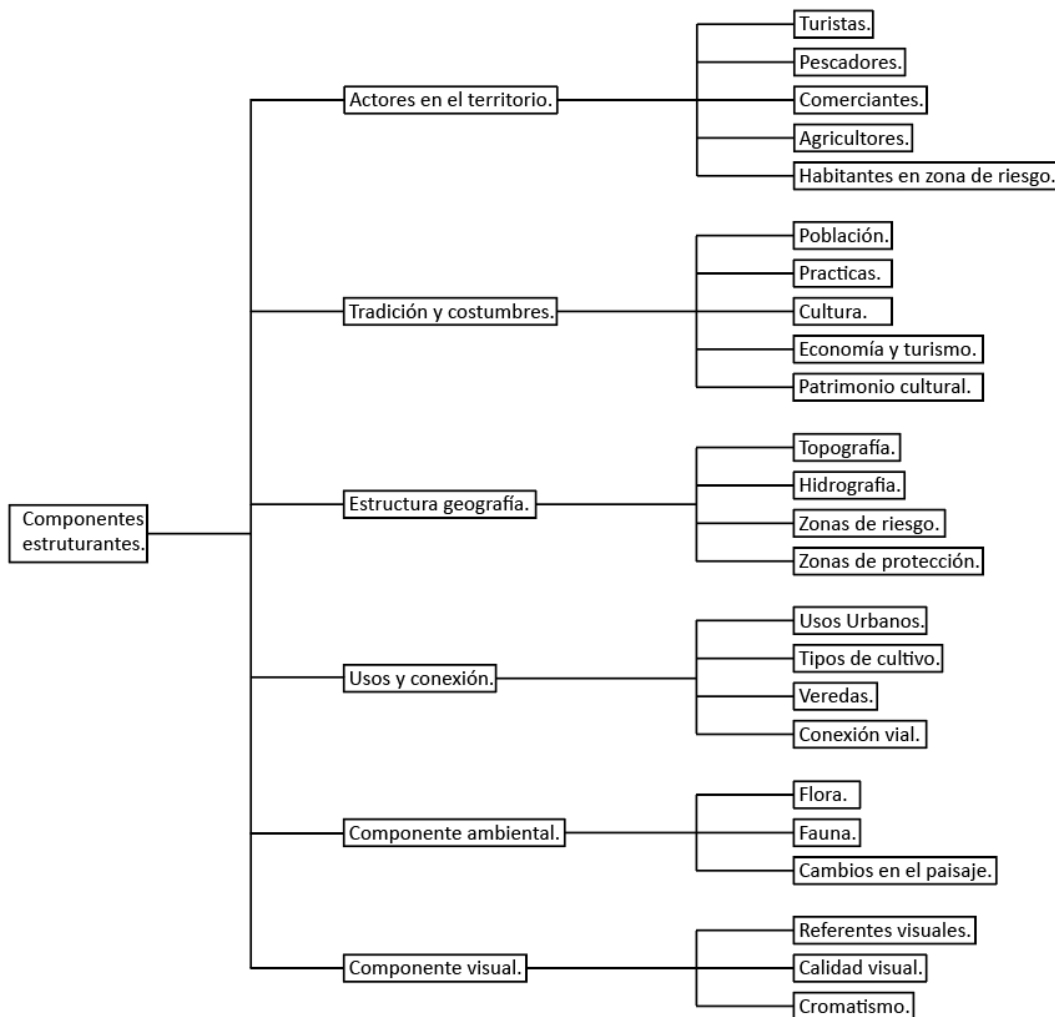 Componentes
estruturantes.
Actores en el territorio.
Turistas.
Pescadores.
Comerciantes.
Agricultores.
Habitantes en zona de riesgo.
Tradición y costumbres.
Población.
Practicas.
Cultura.
Economía y turismo.
Patrimonio cultural.
Estructura geografía.
Topografía.
Hidrografia.
Zonas de riesgo.
Zonas de protección.
Usos y conexión.
Usos Urbanos.
Tipos de cultivo.
Veredas.
Conexión vial.
Componente ambiental.
Flora.
Fauna.
Cambios en el paisaje.
Componente visual.
Referentes visuales.
Calidad visual.
Cromatismo.